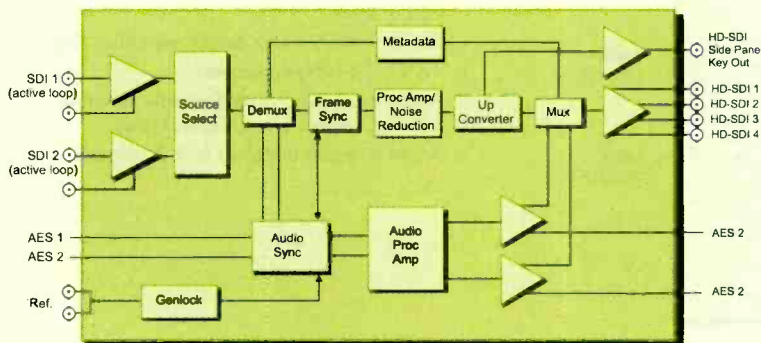 Metadata
HD-SDI
Side Panel
Key Out
SDI 1
(active loop)
Source
Select
Demux
Frame
Sync
Proc Amp/
Noise
Reduction
Up
Converter
Mux
HD-SDI 1
HD-SDI 2
HD-SDI 3
HD-SDI 4
SDI 2
(active loop)
AES 1
AES 2
Audio
Sync
Audio
Proc
Amp
AES 2
AES 2
Ref.
Genlock